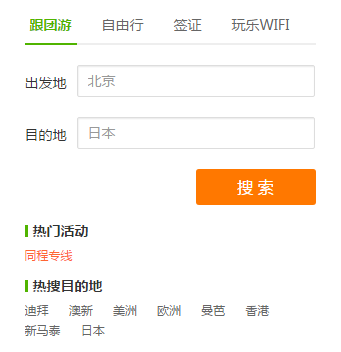 跟团游 自由行 签证 玩乐WIFI
出发地 北京
目的地 日本
搜索
热门活动
同程专线
热搜目的地
迪拜 澳新 美洲 欧洲 曼芭 香港
新马泰 日本